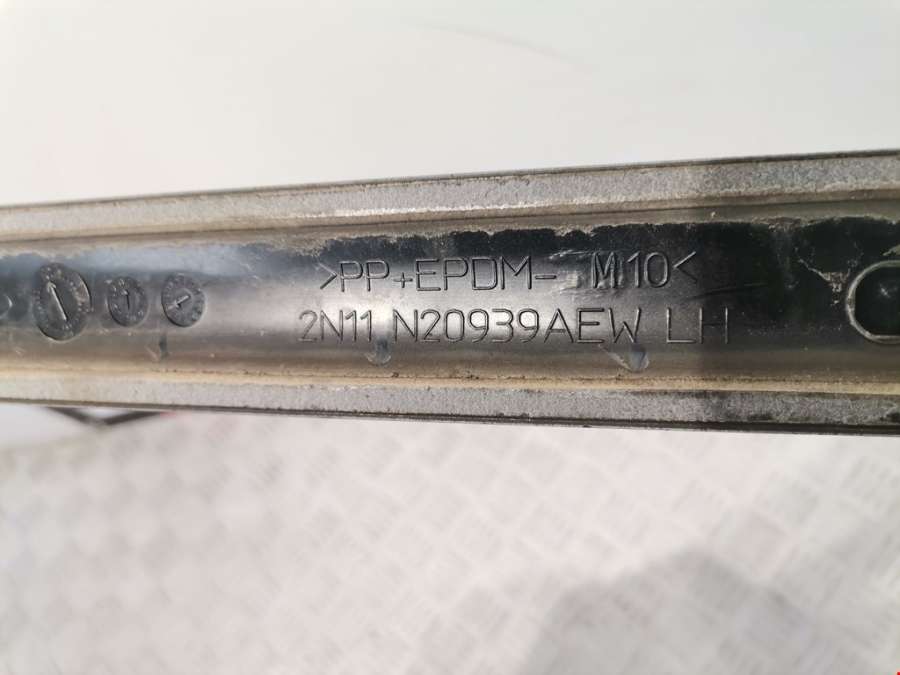 >PP+EPDM- M10<
2N11 N20939AEW LH